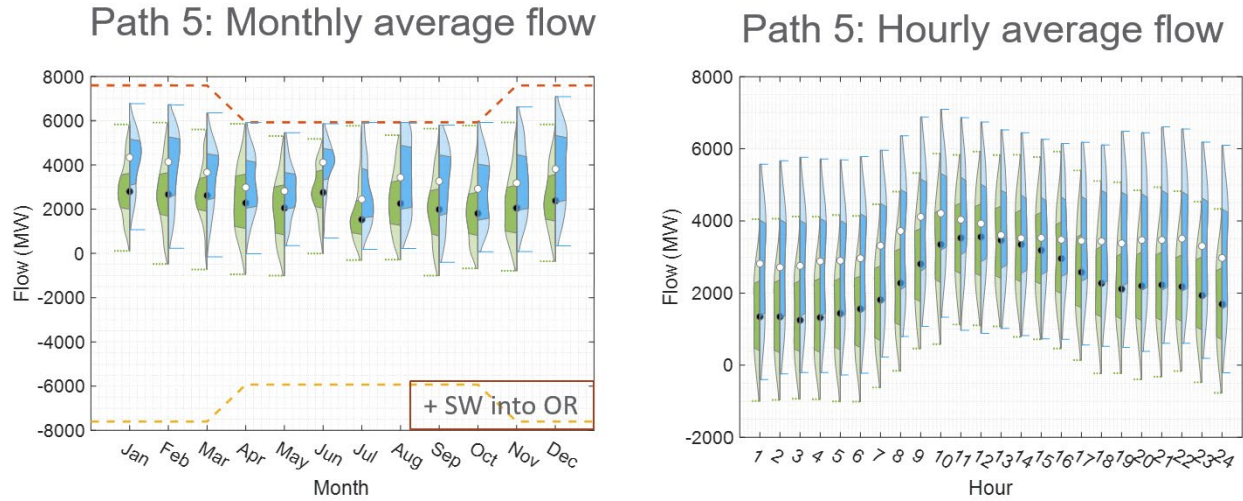 Path 5: Monthly average flow
8000
6000
4000
2000
0
-2000
-4000
-6000
-8000
Flow (MW)
+ SW into OR
Jan Feb Mar Apr May Jun Jul Aug Sep Oct Nov Dec
Month
Path 5: Hourly average flow
8000
6000
4000
2000
0
-2000
Flow (MW)
1 2 3 4 5 6 7 8 9 10 11 12 13 14 15 16 17 18 19 20 21 22 23 24
Hour